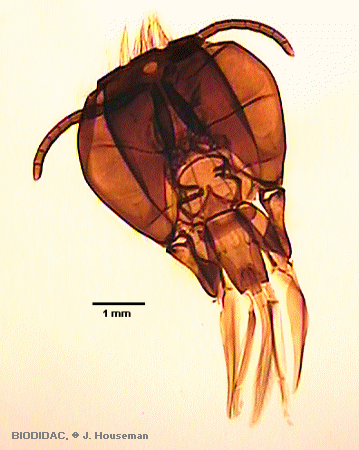 1 mm
BIODIDAC, © J. Houseman